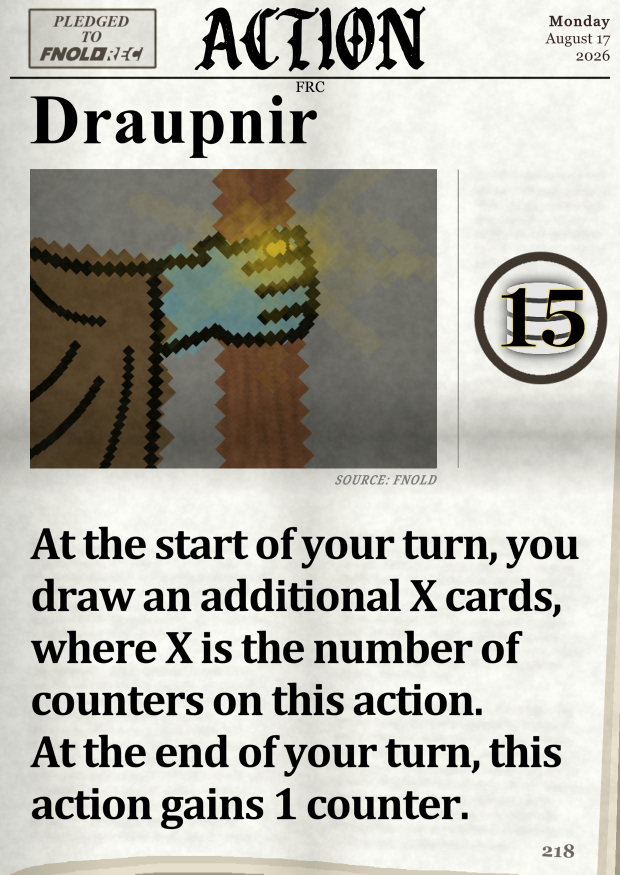 PLEDGED
TO
FNOLD REC
ACTION
Monday
August 17
2026
FRC
Draupnir
15
SOURCE: FNOLD
At the start of your turn, you
draw an additional X cards,
where X is the number of
counters on this action.
At the end of your turn, this
action gains 1 counter.
218